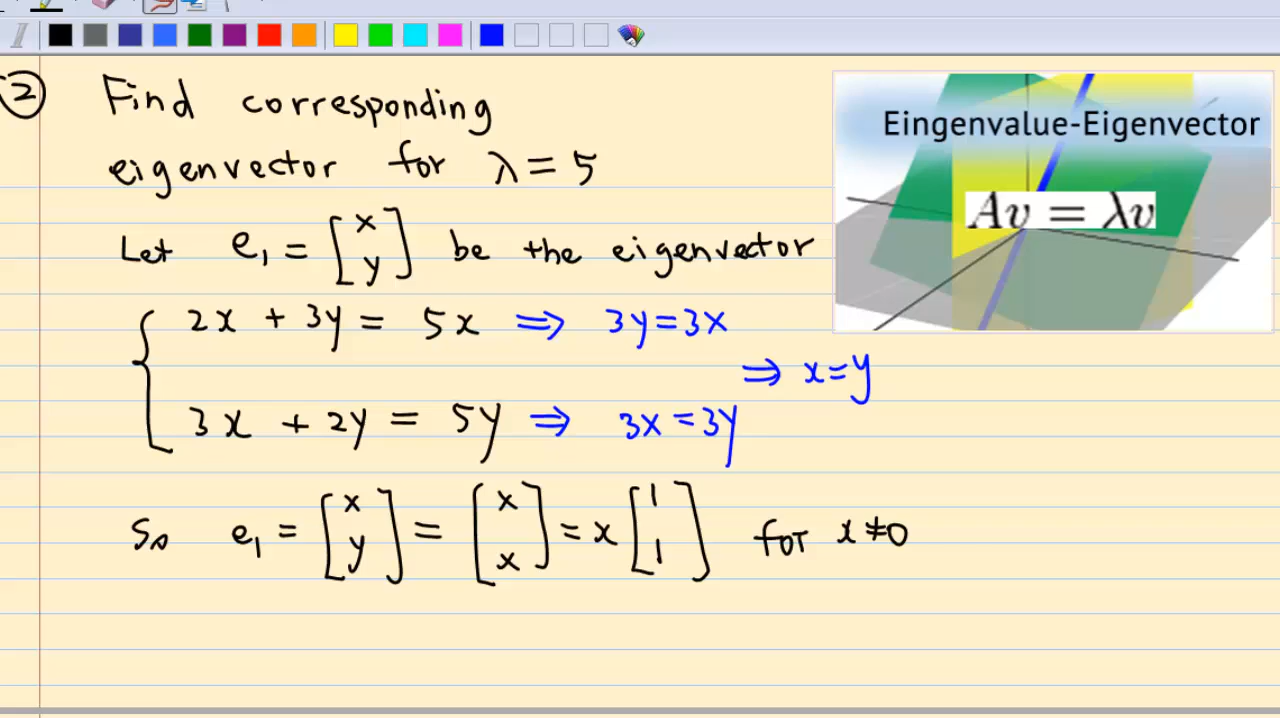 ② Find corresponding
eigenvector for λ = 5
Let e₁ = [x y] be the eigenvector
2x + 3y = 5x ⇒ 3y = 3x
⇒ x = y
3x + 2y = 5y ⇒ 3x = 3y
So e₁ = [x y] = [x x] = x [1 1] for x ≠ 0
Eingenvalue-Eigenvector
Av = λv